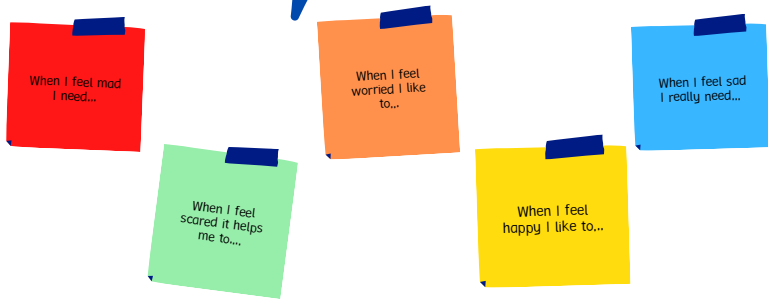 When I feel mad
I need...
When I feel
scared it helps
me to....
When I feel
worried I like
to...
When I feel
happy I like to...
When I feel sad
I really need...